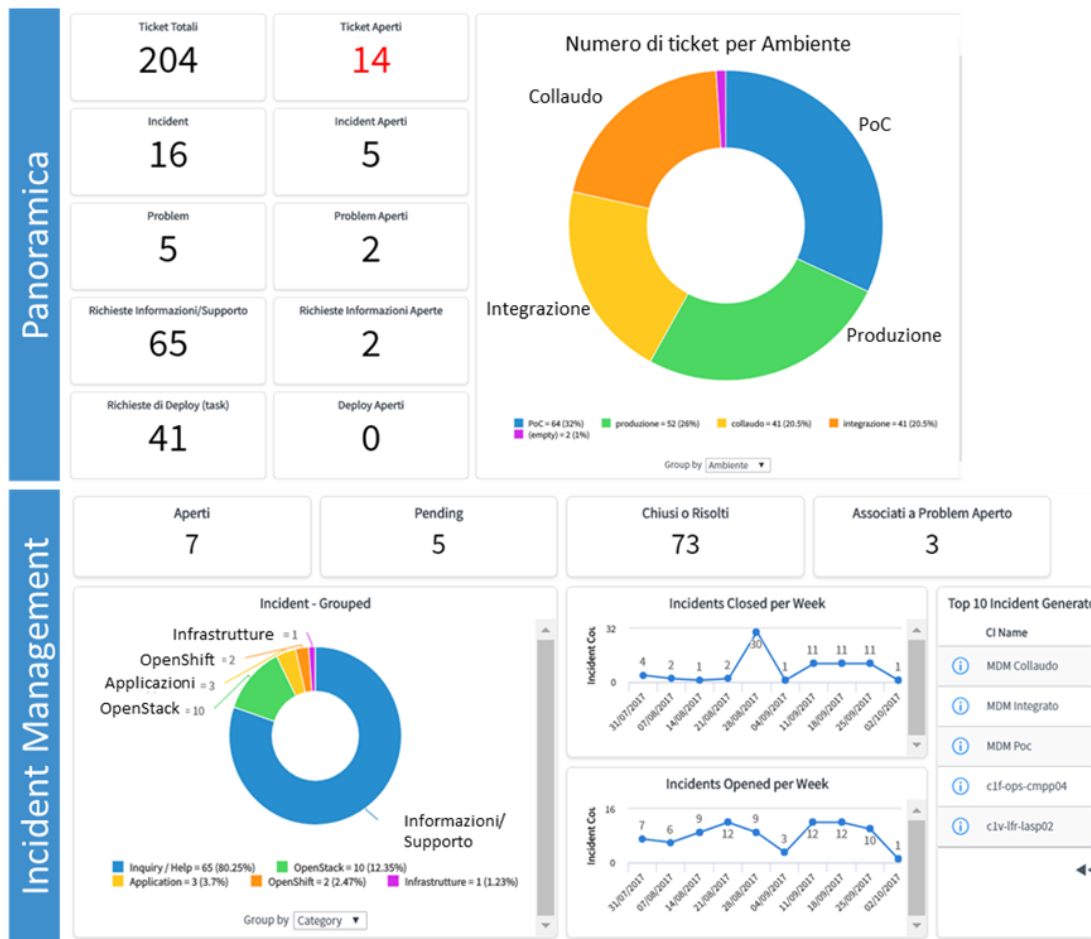 Panoramica
Ticket Totali
204
Ticket Aperti
14
Incident
16
Incident Aperti
5
Problem
5
Problem Aperti
2
Richieste Informazioni/Supporto
65
Richieste Informazioni Aperte
2
Richieste di Deploy (task)
41
Deploy Aperti
0
Numero di ticket per Ambiente
Collaudo
PoC
Integrazione
Produzione
PoC = 64 (32%) produzione = 52 (26%) collaudo = 41 (20.5%) integrazione = 41 (20.5%)
(empty) = 2 (1%)
Group by Ambiente
Incident Management
Aperti
7
Pending
5
Chiusi o Risolti
73
Associati a Problem Aperto
3
Incident - Grouped
Infrastrutture = 1
OpenShift = 2
Applicazioni = 3
OpenStack = 10
Informazioni/
Supporto
Inquiry / Help = 65 (80.25%) OpenStack = 10 (12.35%)
Application = 3 (3.7%) OpenShift = 2 (2.47%) Infrastrutture = 1 (1.23%)
Group by Category
Incidents Closed per Week
Incident Cou
32
0
4 2 1 2 30 1 11 11 11 1
31/07/2017 07/08/2017 14/08/2017 21/08/2017 28/08/2017 04/09/2017 11/09/2017 18/09/2017 25/09/2017 02/10/2017
Incidents Opened per Week
Incident Cou
16
0
7 6 9 12 9 3 12 12 10 1
31/07/2017 07/08/2017 14/08/2017 21/08/2017 28/08/2017 04/09/2017 11/09/2017 18/09/2017 25/09/2017 02/10/2017
Top 10 Incident Generato
CI Name
MDM Collaudo
MDM Integrato
MDM Poc
c1f-ops-cmpp04
c1v-lfr-lasp02